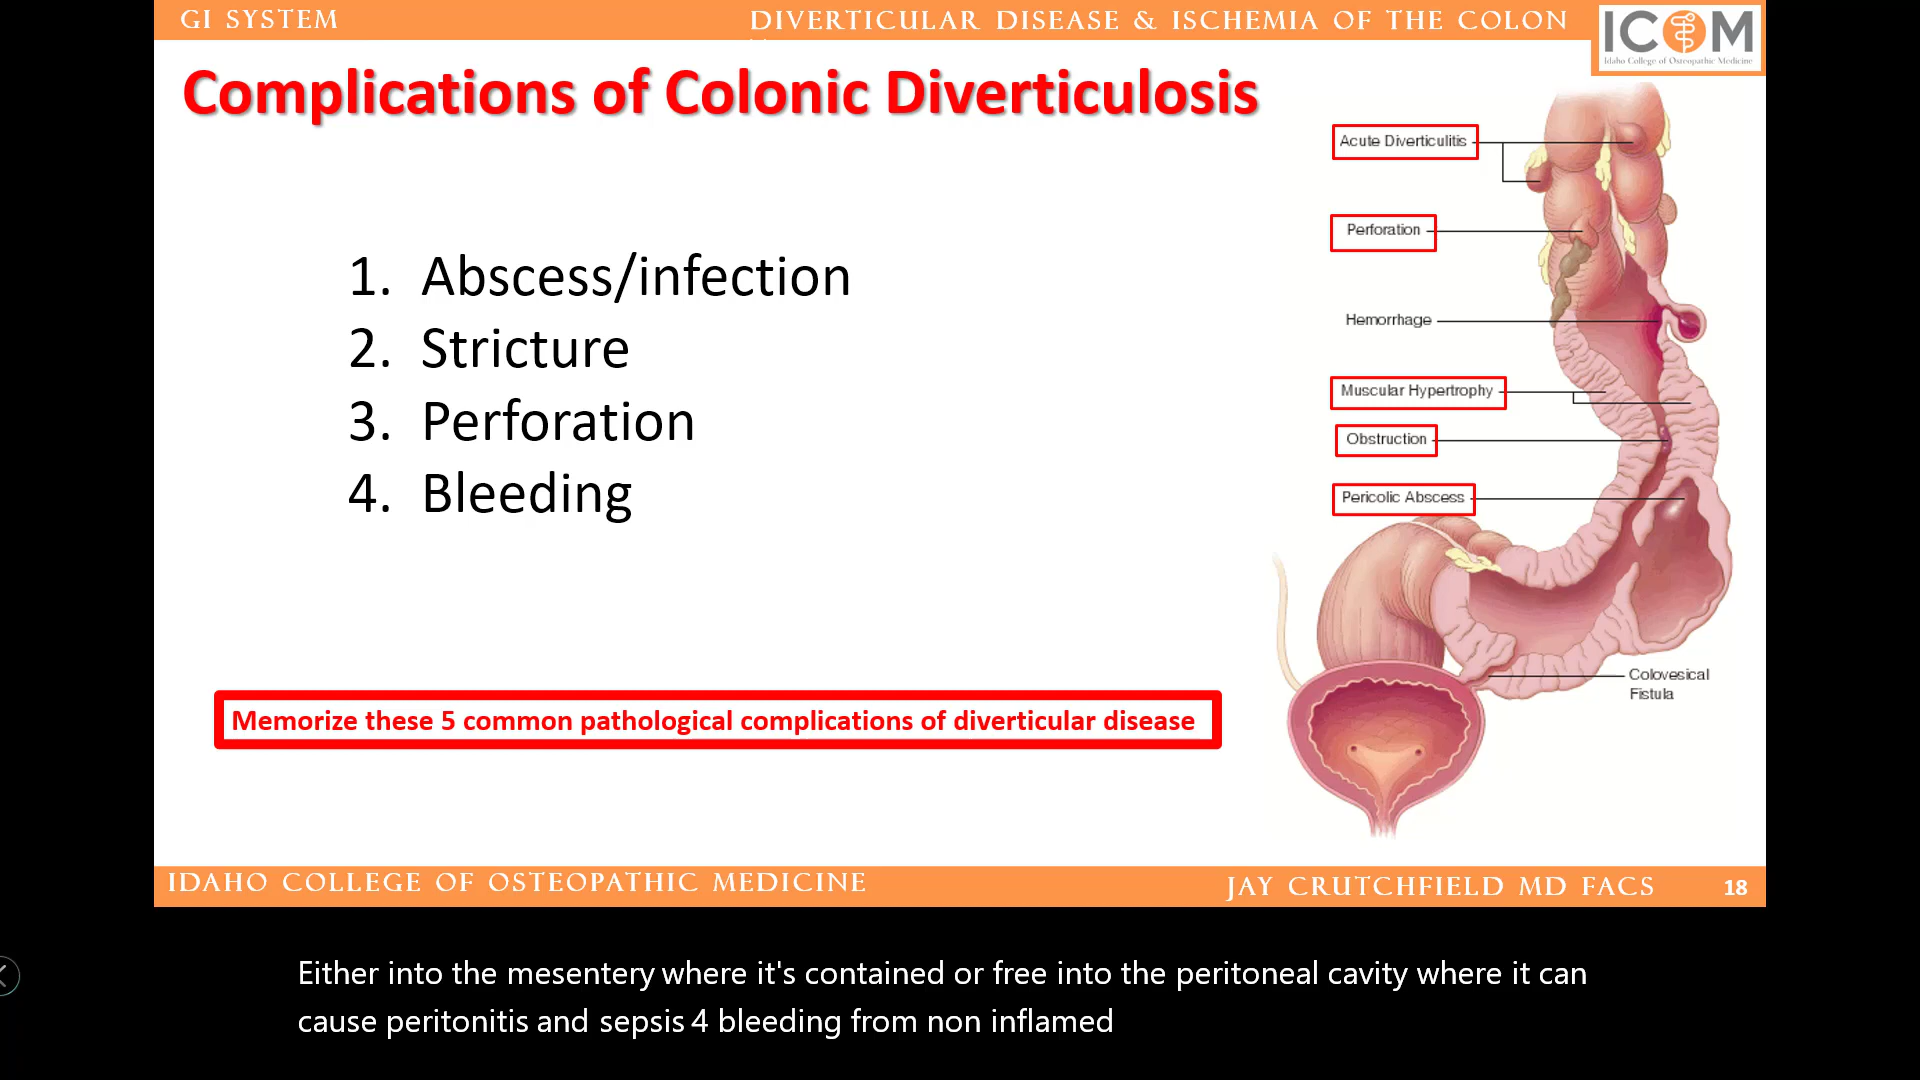 GI SYSTEM
DIVERTICULAR DISEASE & ISCHEMIA OF THE COLON
ICOM
Idaho College of Osteopathic Medicine
Complications of Colonic Diverticulosis
1. Abscess/infection
2. Stricture
3. Perforation
4. Bleeding
Memorize these 5 common pathological complications of diverticular disease
Acute Diverticulitis
Perforation
Hemorrhage
Muscular Hypertrophy
Obstruction
Pericolic Abscess
Colovesical
Fistula
IDAHO COLLEGE OF OSTEOPATHIC MEDICINE
JAY CRUTCHFIELD MD FACS
18
Either into the mesentery where it's contained or free into the peritoneal cavity where it can
cause peritonitis and sepsis 4 bleeding from non inflamed